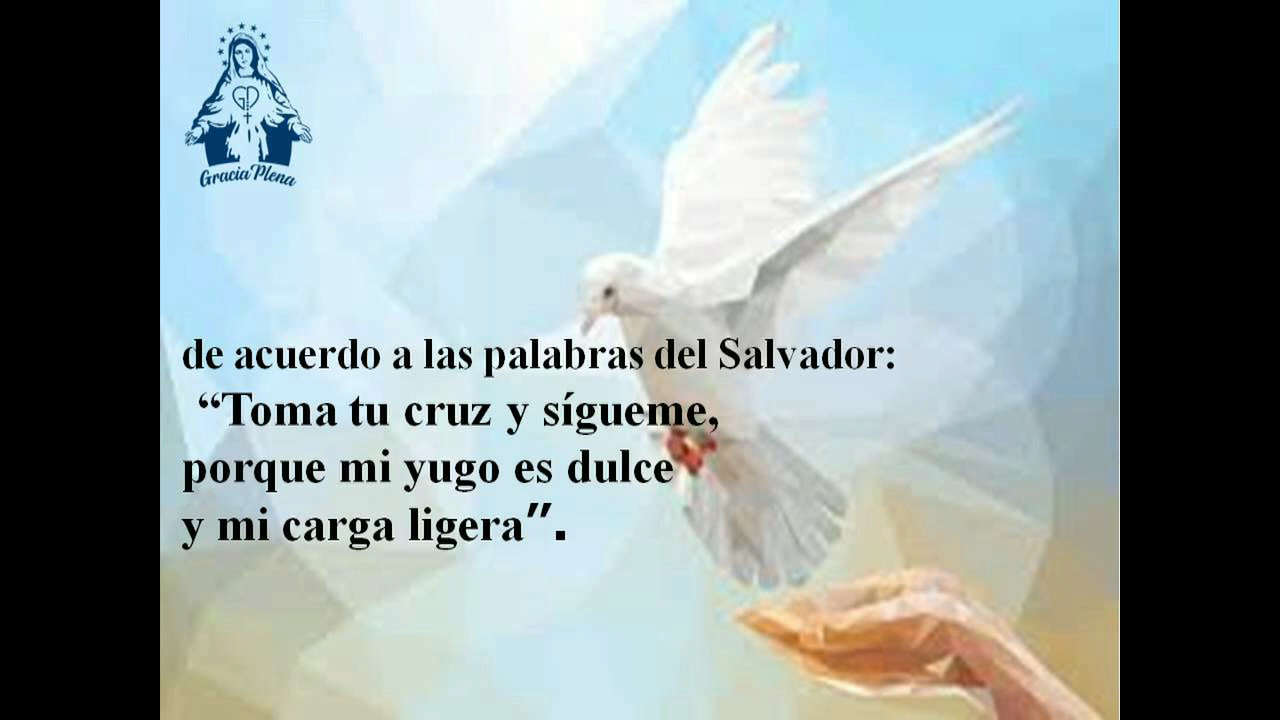 Gracia Plena
de acuerdo a las palabras del Salvador:
“Toma tu cruz y sígueme,
porque mi yugo es dulce
y mi carga ligera”.